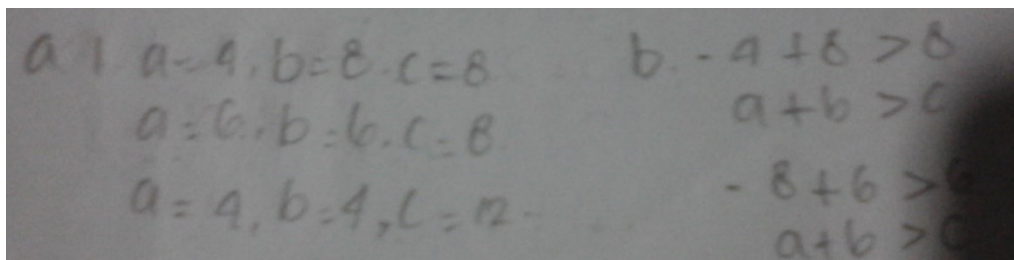 a | a = 4, b = 8, c = 8
a = 6, b = 6, c = 8
a = 4, b = 4, c = 12
b. - 4 + 8 > 8
a + b > c
- 8 + 6 > 6
a + b > c